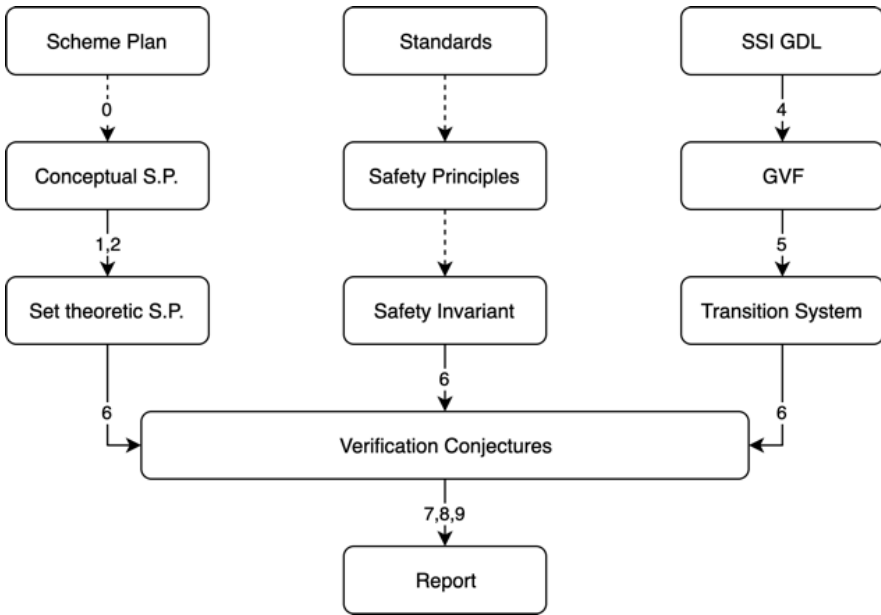 Scheme Plan
Standards
SSI GDL
0
4
Conceptual S.P.
Safety Principles
GVF
1,2
5
Set theoretic S.P.
Safety Invariant
Transition System
6
6
6
Verification Conjectures
7,8,9
Report